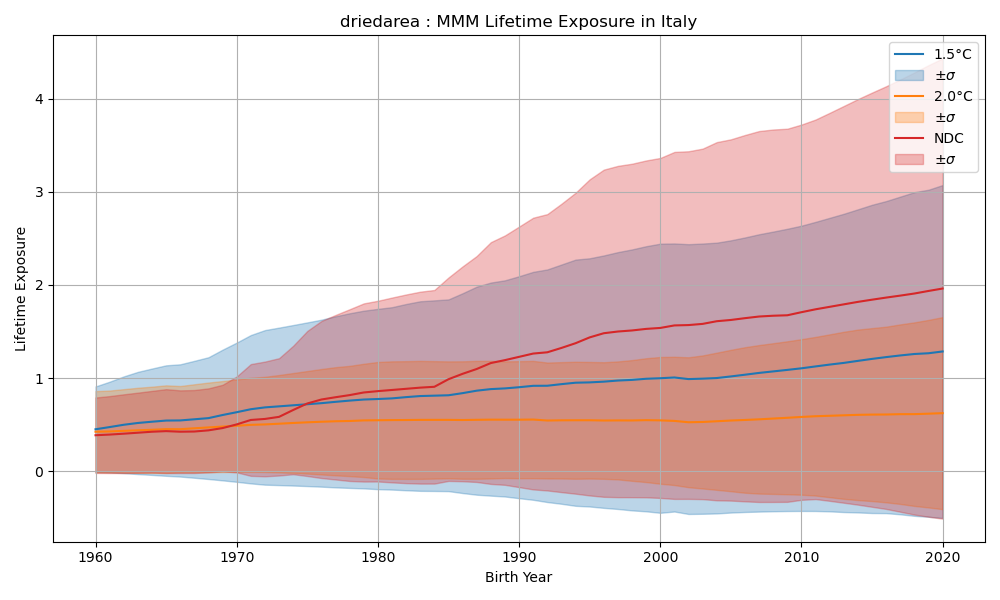 driedarea : MMM Lifetime Exposure in Italy
1.5°C
±σ
2.0°C
±σ
NDC
±σ
Lifetime Exposure
4
3
2
1
0
1960
1970
1980
1990
2000
2010
2020
Birth Year